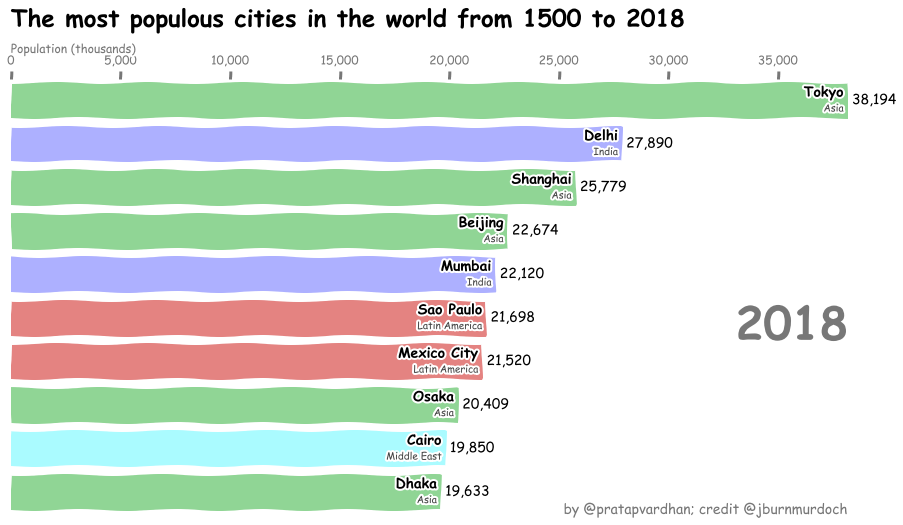 The most populous cities in the world from 1500 to 2018
Population (thousands)
0 5,000 10,000 15,000 20,000 25,000 30,000 35,000
Tokyo 38,194
Asia
Delhi 27,890
India
Shanghai 25,779
Asia
Beijing 22,674
Asia
Mumbai 22,120
India
Sao Paulo 21,698
Latin America
2018
Mexico City 21,520
Latin America
Osaka 20,409
Asia
Cairo 19,850
Middle East
Dhaka 19,633
Asia
by @pratapvardhan; credit @jburnmurdoch